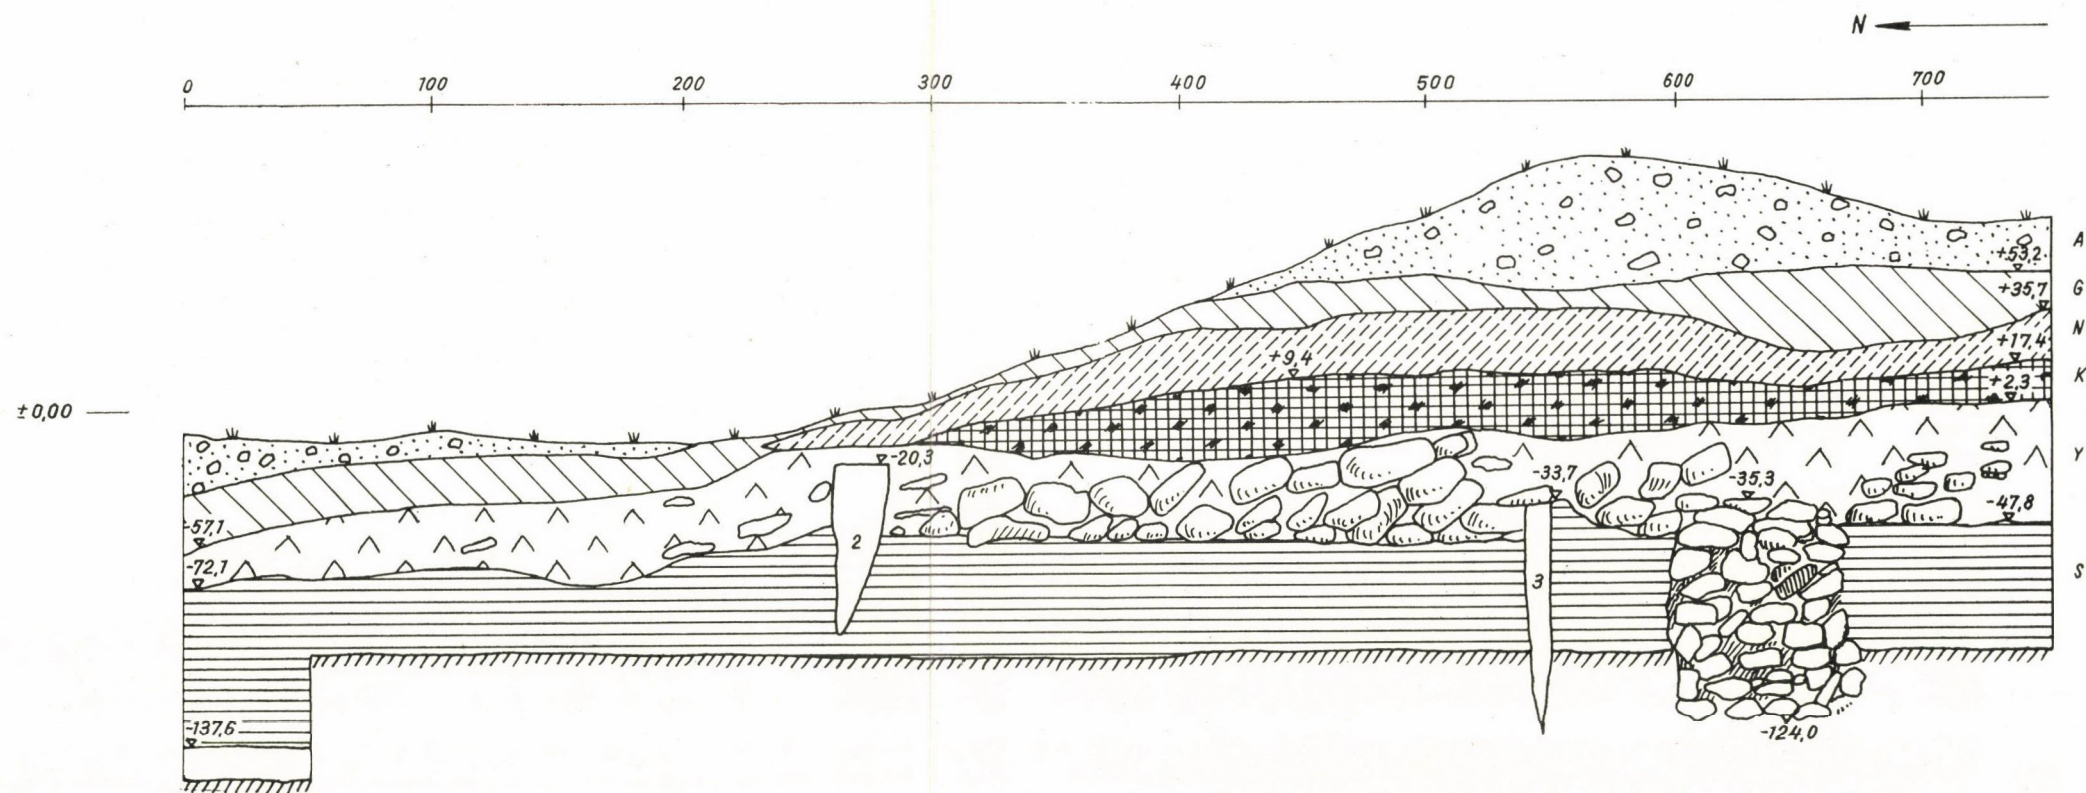 N
0 100 200 300 400 500 600 700
A
+53,2
+35,7 G
N
+17,4
+9,4
K
+2,3
±0,00
Y
-20,3
-33,7
-35,3
-47,8
-57,1
2
-72,1
3
S
-137,6
-124,0